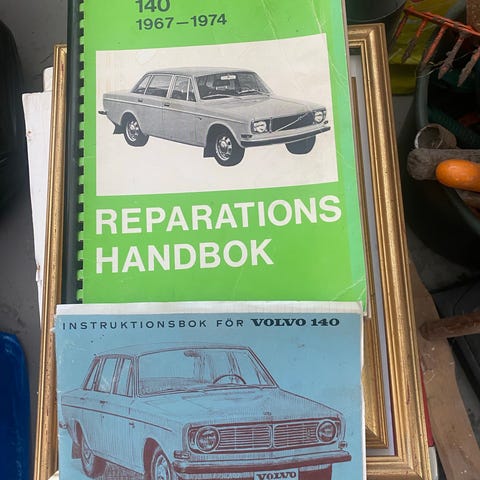 140
1967–1974
REPARATIONS
HANDBOK
INSTRUKTIONSBOK FÖR VOLVO 140
VOLVO